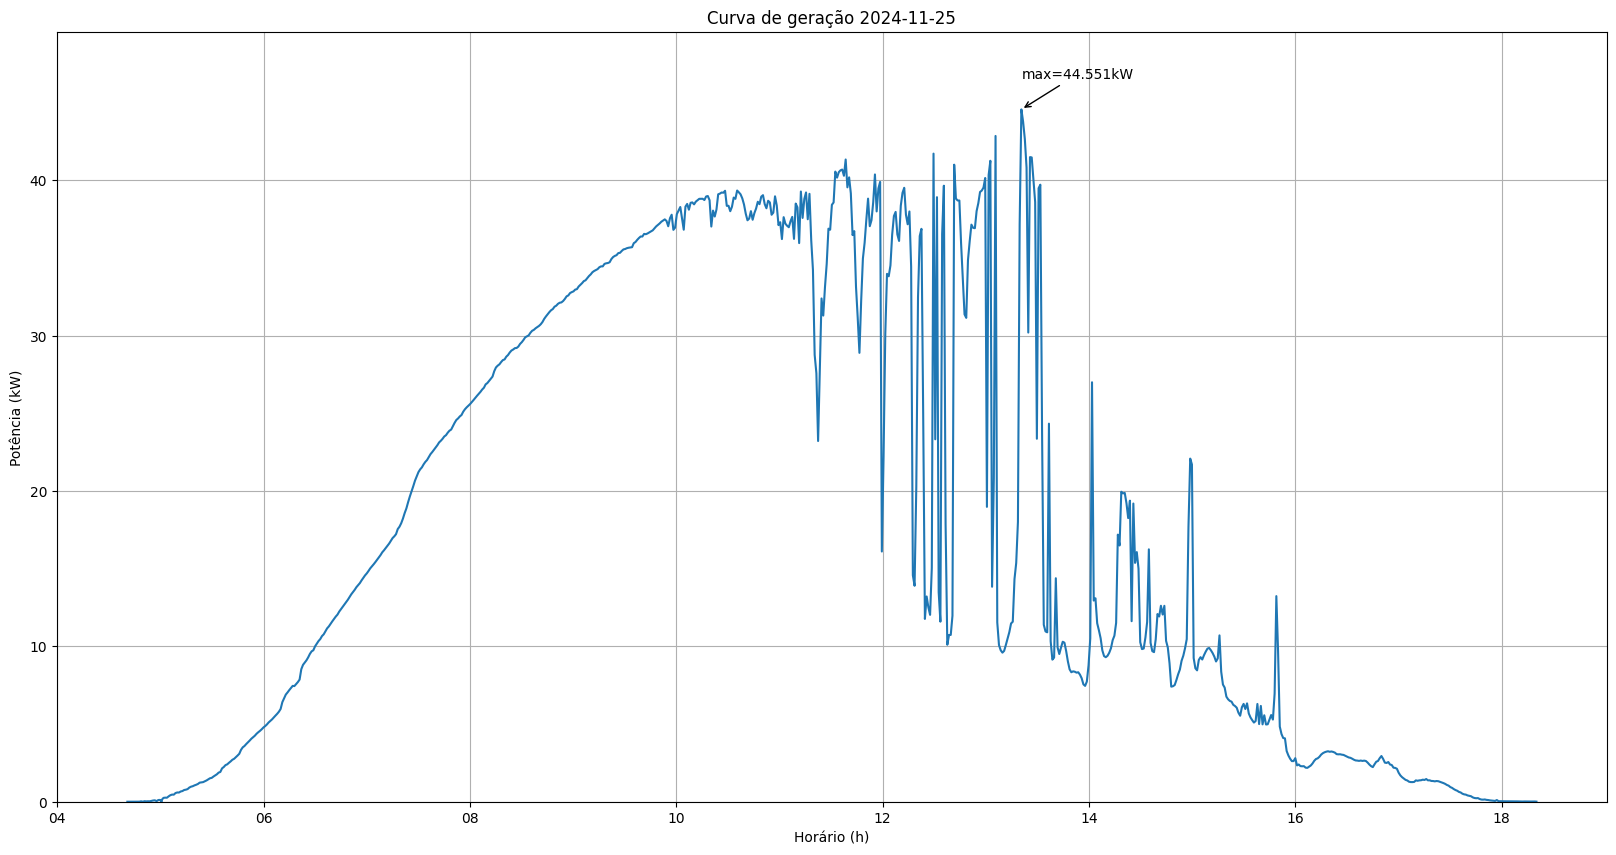 Curva de geração 2024-11-25
max=44.551kW
40
30
20
10
0
Potência (kW)
04 06 08 10 12 14 16 18
Horário (h)